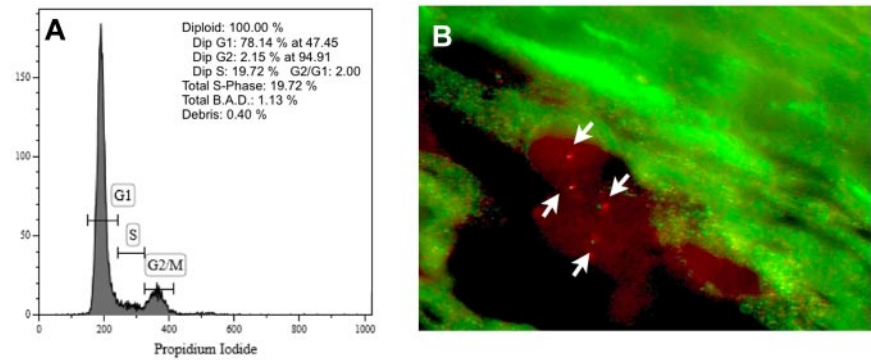 A
Diploid: 100.00 %
Dip G1: 78.14 % at 47.45
Dip G2: 2.15 % at 94.91
Dip S: 19.72 % G2/G1: 2.00
Total S-Phase: 19.72 %
Total B.A.D.: 1.13 %
Debris: 0.40 %
150
100
50
0
G1
S
G2/M
0 200 400 600 800 1000
Propidium Iodide
B